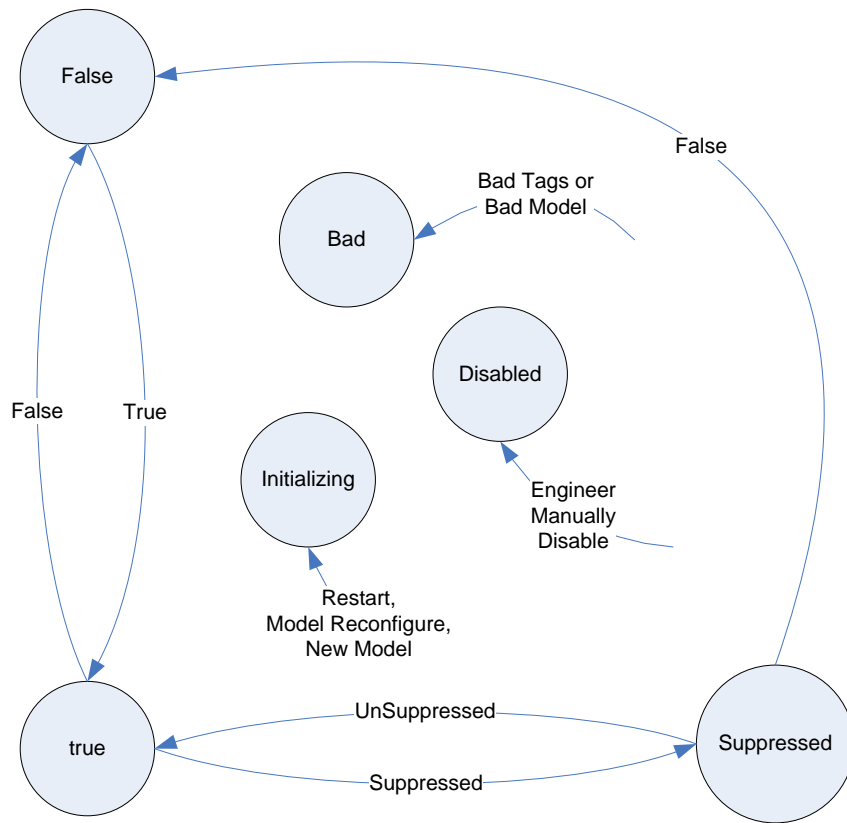 False
False
Bad Tags or
Bad Model
Bad
Disabled
False
True
Initializing
Engineer
Manually
Disable
Restart,
Model Reconfigure,
New Model
UnSuppressed
true
Suppressed
Suppressed